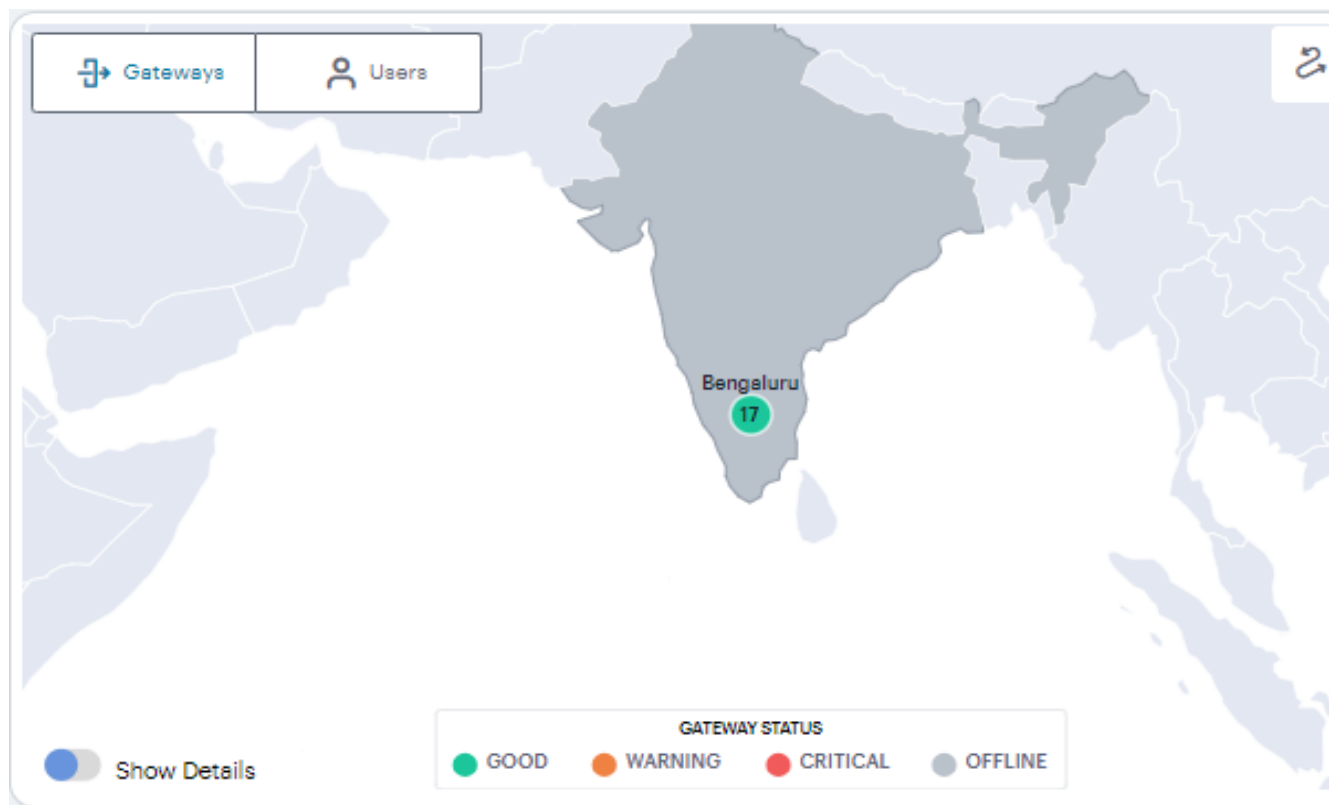 Gateways
Users
Bengaluru
17
Show Details
GATEWAY STATUS
GOOD
WARNING
CRITICAL
OFFLINE